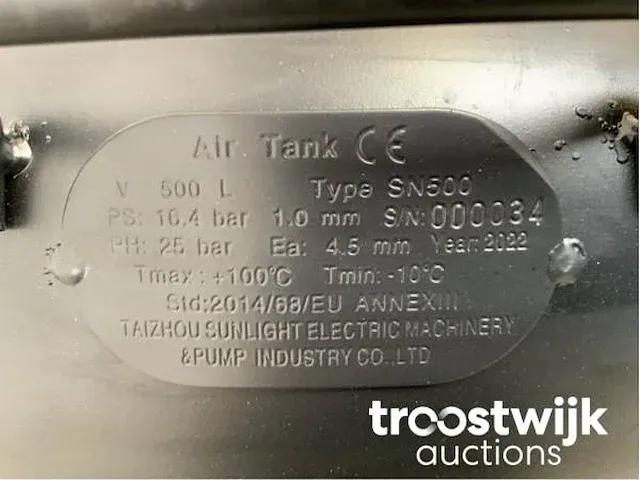 Air Tank CE
V 500 L Type SN500
PS: 16.4 bar 1.0 mm S/N: 000034
PH: 25 bar Ea: 4.5 mm Year: 2022
Tmax: +100°C Tmin: -10°C
Std:2014/68/EU ANNEXIII
TAIZHOU SUNLIGHT ELECTRIC MACHINERY
&PUMP INDUSTRY CO.,LTD
troostwijk
auctions